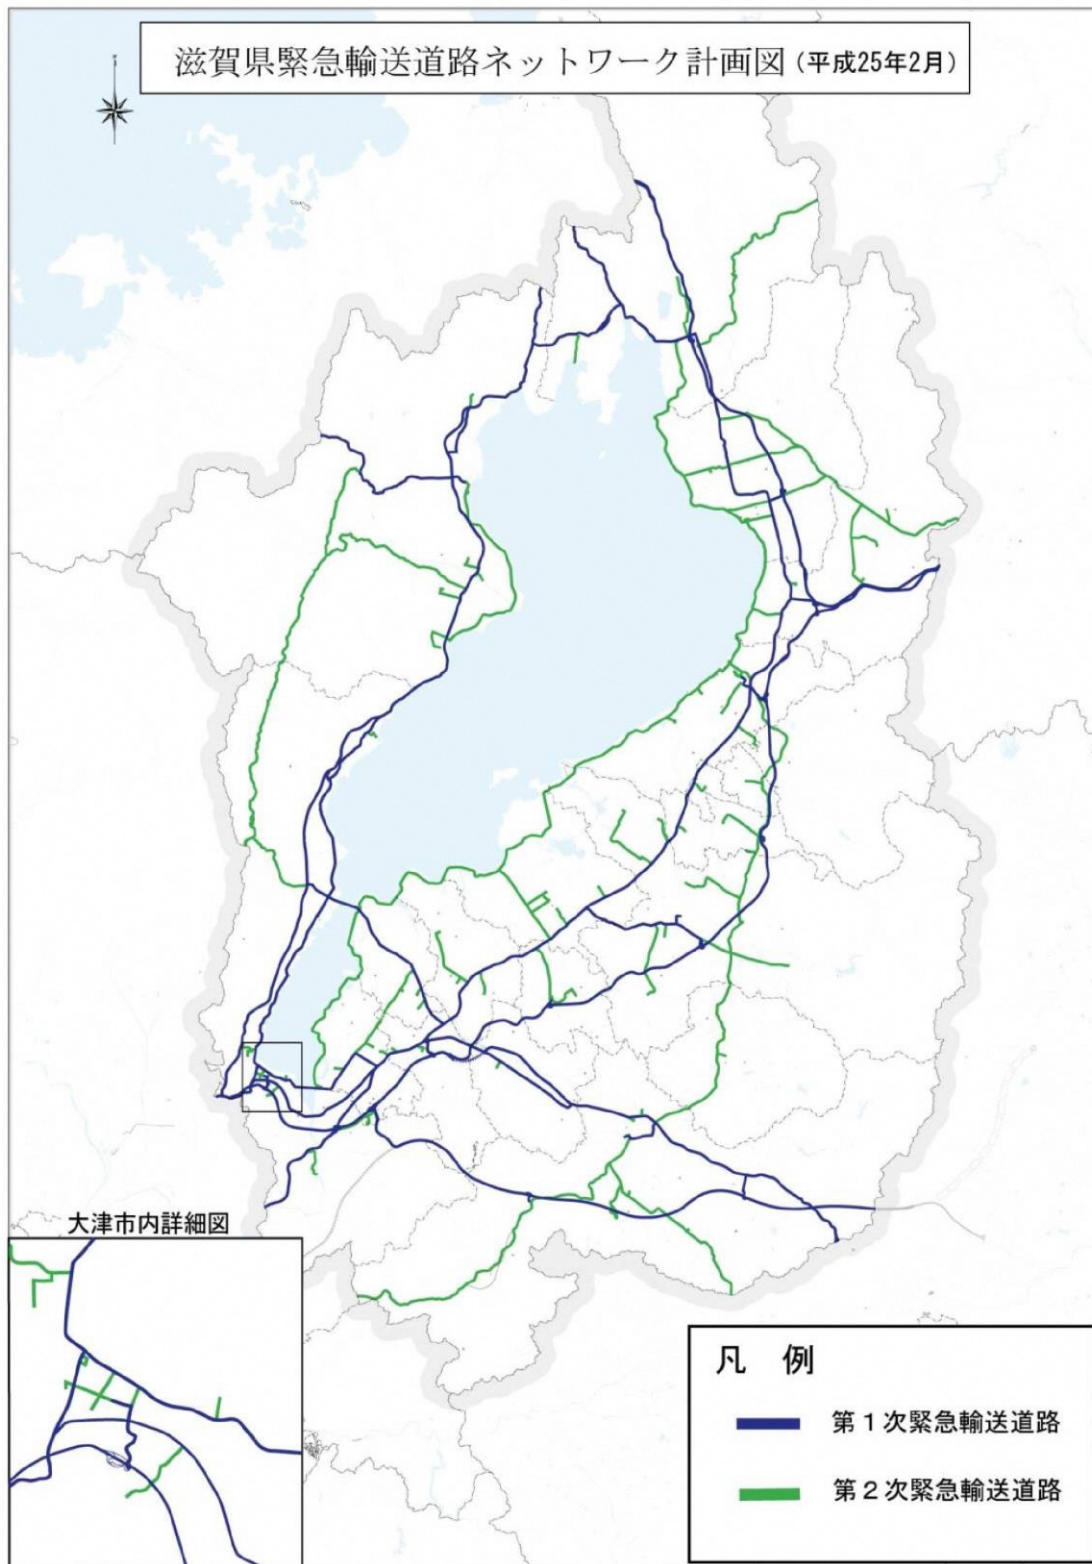 滋賀県緊急輸送道路ネットワーク計画図(平成25年2月)
大津市内詳細図
凡 例
第1次緊急輸送道路
第2次緊急輸送道路